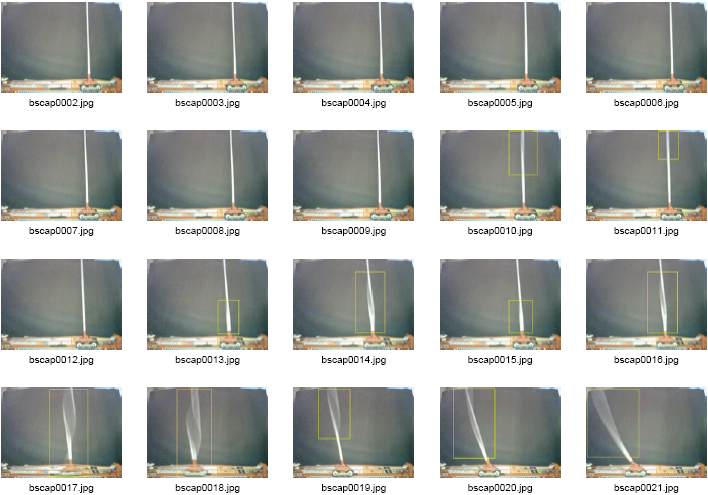 bscap0002.jpg bscap0003.jpg bscap0004.jpg bscap0005.jpg bscap0006.jpg
bscap0007.jpg bscap0008.jpg bscap0009.jpg bscap0010.jpg bscap0011.jpg
bscap0012.jpg bscap0013.jpg bscap0014.jpg bscap0015.jpg bscap0016.jpg
bscap0017.jpg bscap0018.jpg bscap0019.jpg bscap0020.jpg bscap0021.jpg